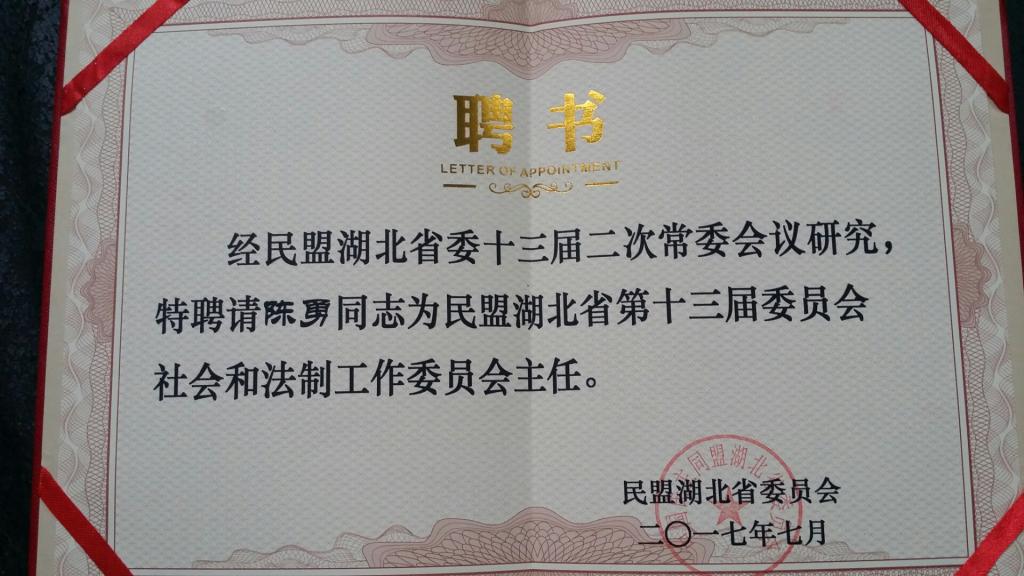 聘书
LETTER OF APPOINTMENT
经民盟湖北省委十三届二次常委会议研究，
特聘请陈勇同志为民盟湖北省第十三届委员会
社会和法制工作委员会主任。
民盟湖北省委员会
二〇一七年七月